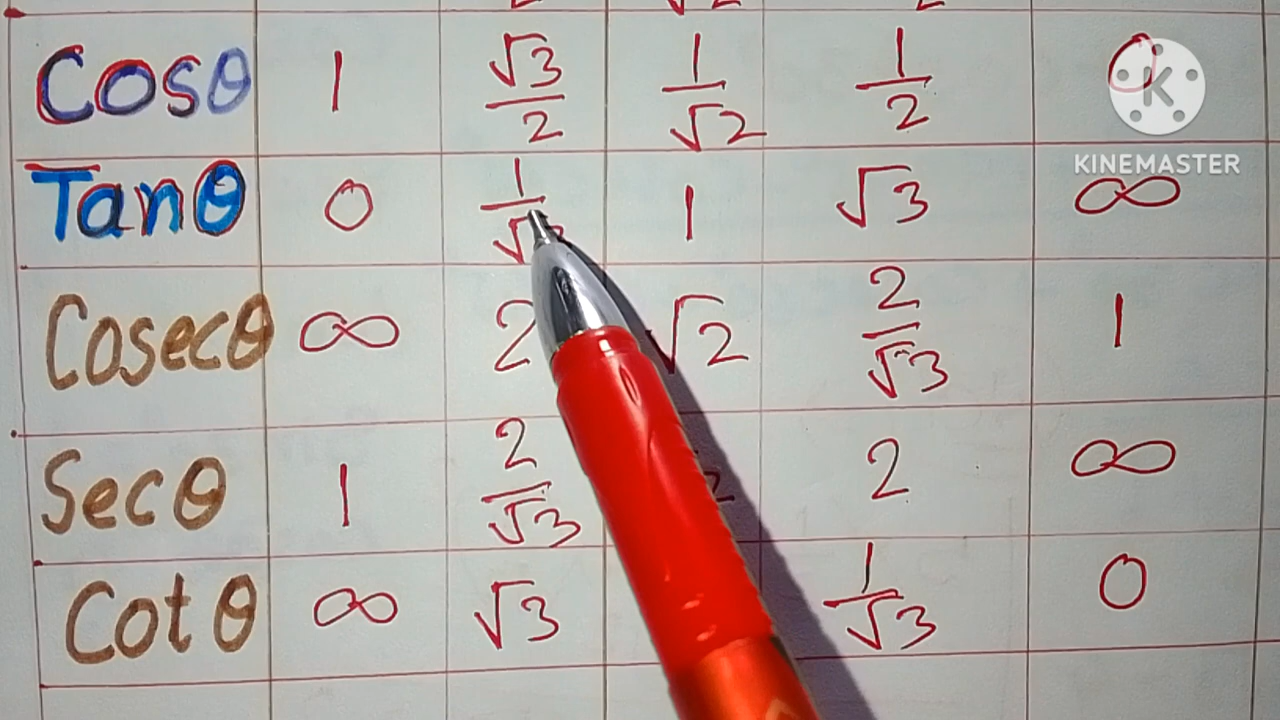 Cosθ 1 √3/2 1/√2 1/2 0
KINEMASTER
Tanθ 0 1/√ 1 √3 ∞
Cosecθ ∞ 2 √2 2/√3 1
Secθ 1 2/√3 2 ∞
Cotθ ∞ √3 1/√3 0